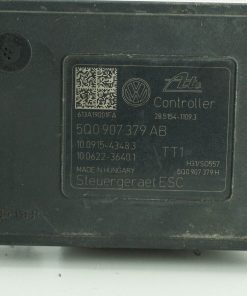 Ate
Controller
613A19G01FA
28.5154-1109.3
5Q0 907 379 AB
10.0915-4348.3
TT1
10.0622-3640.1
H31/S0557
MADE IN HUNGARY
5Q0 907 379 H
Steuergeraet ESC